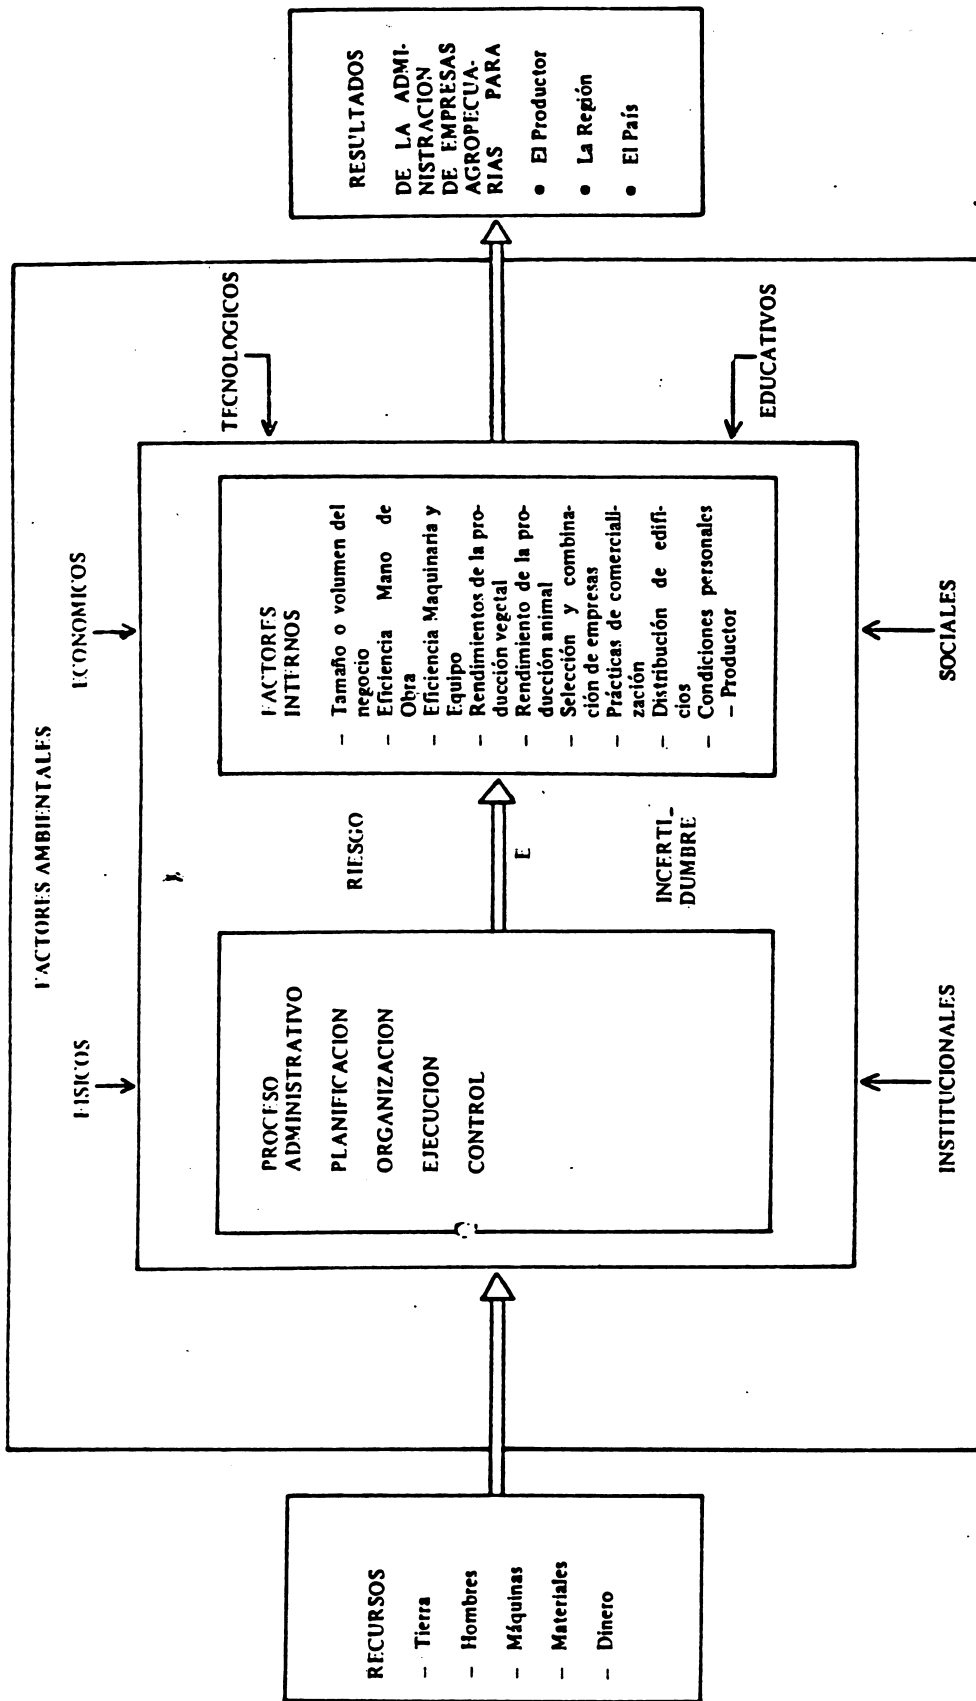 FACTORES AMBIENTALES
FISICOS
ECONOMICOS
TECNOLOGICOS
RECURSOS
– Tierra
– Hombres
– Máquinas
– Materiales
– Dinero
PROCESO
ADMINISTRATIVO
PLANIFICACION
ORGANIZACION
EJECUCION
CONTROL
RIESGO
E
INCERTI-
DUMBRE
FACTORES
INTERNOS
– Tamaño o volumen del
negocio
– Eficiencia Mano de
Obra
– Eficiencia Maquinaria y
Equipo
– Rendimientos de la pro-
ducción vegetal
– Rendimiento de la pro-
ducción animal
– Selección y combina-
ción de empresas
– Prácticas de comerciali-
zación
– Distribución de edifi-
cios
– Condiciones personales
– Productor
RESULTADOS
DE LA ADMI-
NISTRACION
DE EMPRESAS
AGROPECUA-
RIAS PARA
• El Productor
• La Región
• El País
INSTITUCIONALES
SOCIALES
EDUCATIVOS